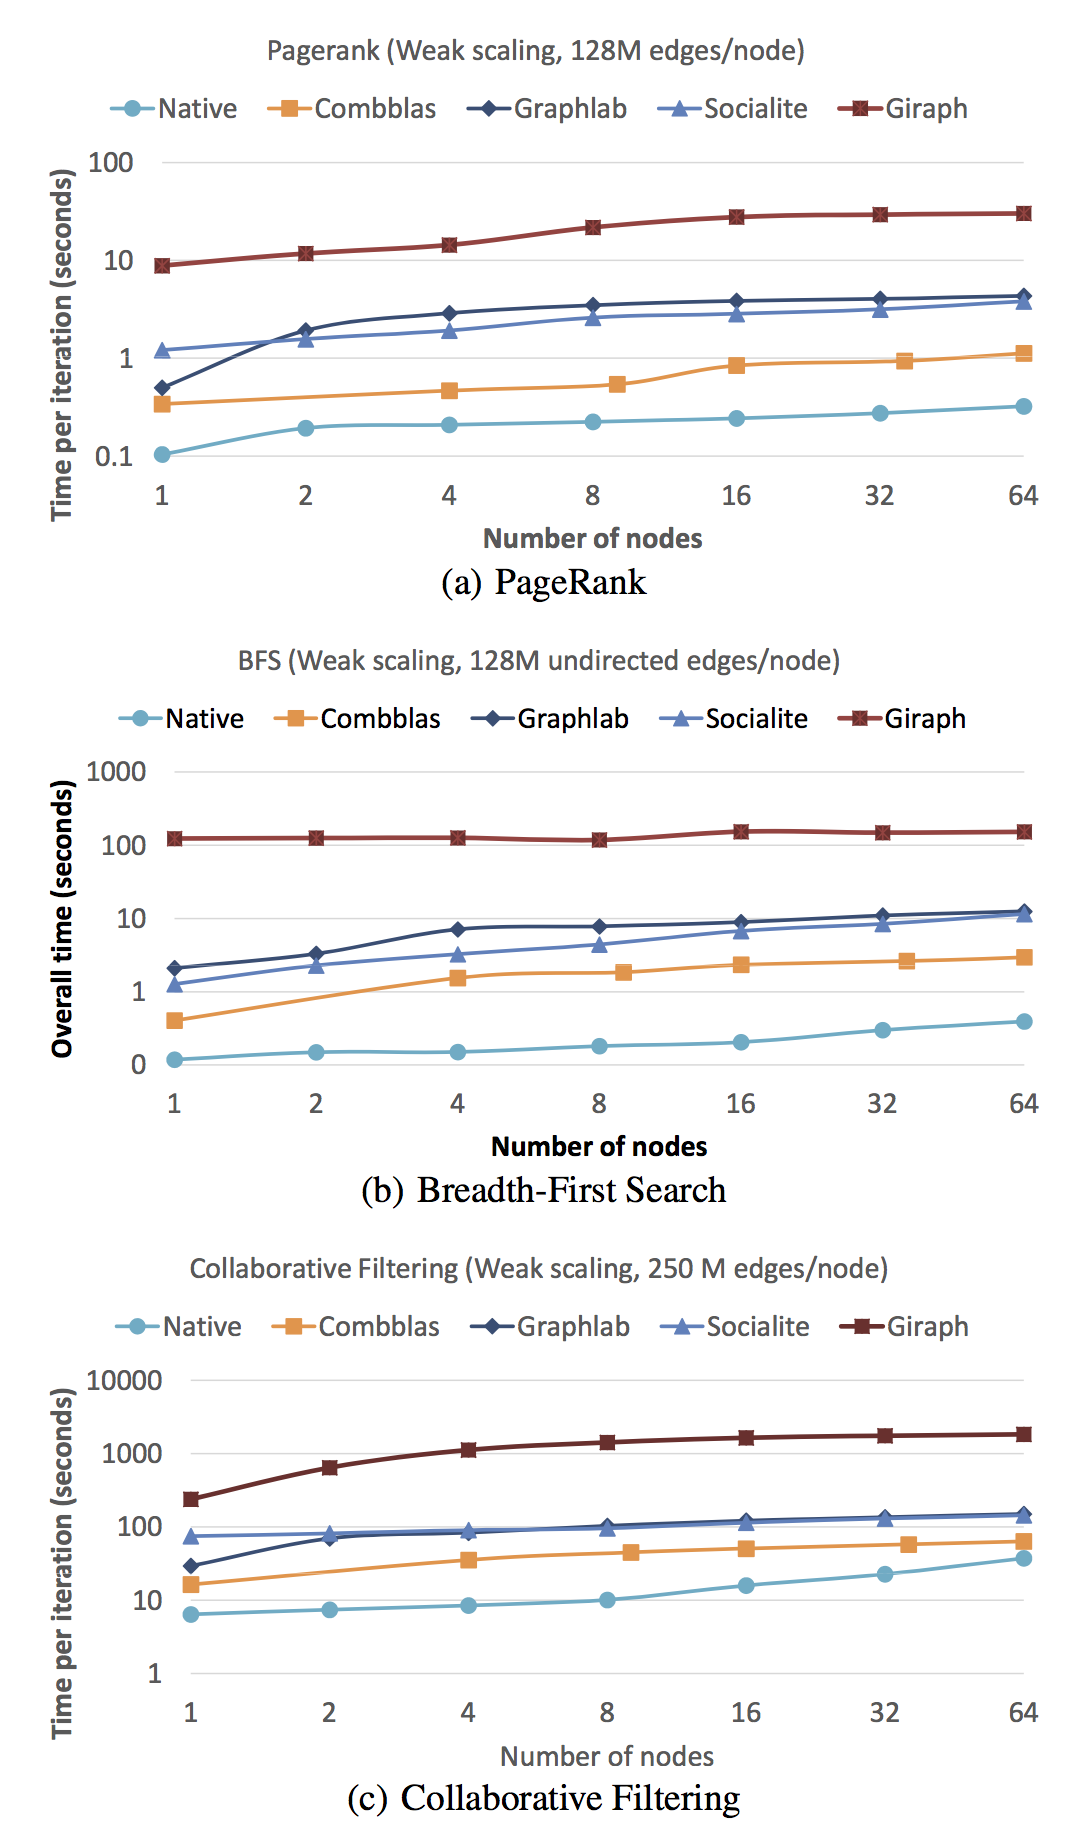 Pagerank (Weak scaling, 128M edges/node)
Native Combblas Graphlab Socialite Giraph
Time per iteration (seconds)
100
10
1
0.1
1 2 4 8 16 32 64
Number of nodes
(a) PageRank
BFS (Weak scaling, 128M undirected edges/node)
Native Combblas Graphlab Socialite Giraph
Overall time (seconds)
1000
100
10
1
0
1 2 4 8 16 32 64
Number of nodes
(b) Breadth-First Search
Collaborative Filtering (Weak scaling, 250 M edges/node)
Native Combblas Graphlab Socialite Giraph
Time per iteration (seconds)
10000
1000
100
10
1
1 2 4 8 16 32 64
Number of nodes
(c) Collaborative Filtering